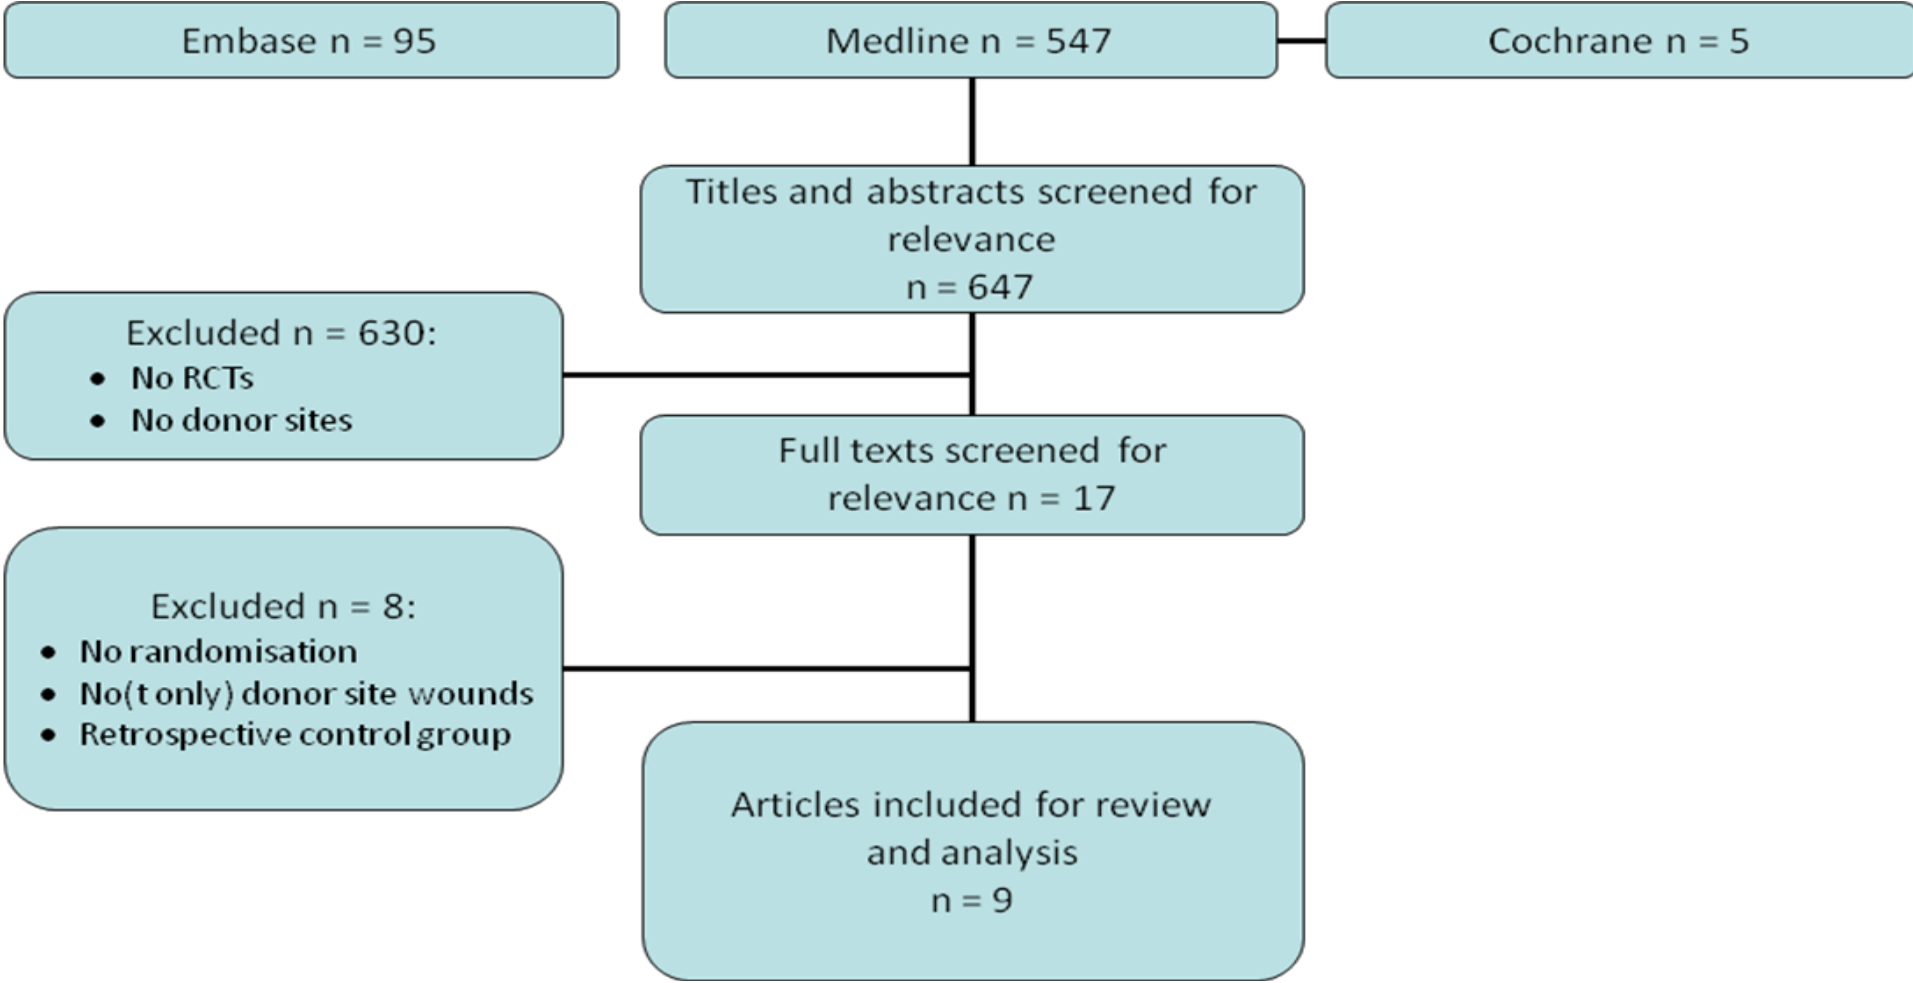 Embase n = 95
Medline n = 547
Cochrane n = 5
Titles and abstracts screened for
relevance
n = 647
Excluded n = 630:
• No RCTs
• No donor sites
Full texts screened for
relevance n = 17
Excluded n = 8:
• No randomisation
• No(t only) donor site wounds
• Retrospective control group
Articles included for review
and analysis
n = 9